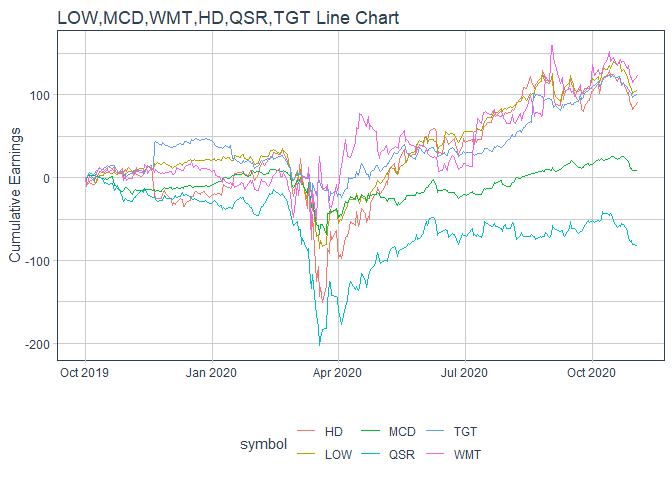 LOW,MCD,WMT,HD,QSR,TGT Line Chart
Cumulative Earnings
100
0
-100
-200
Oct 2019 Jan 2020 Apr 2020 Jul 2020 Oct 2020
symbol
HD MCD TGT
LOW QSR WMT